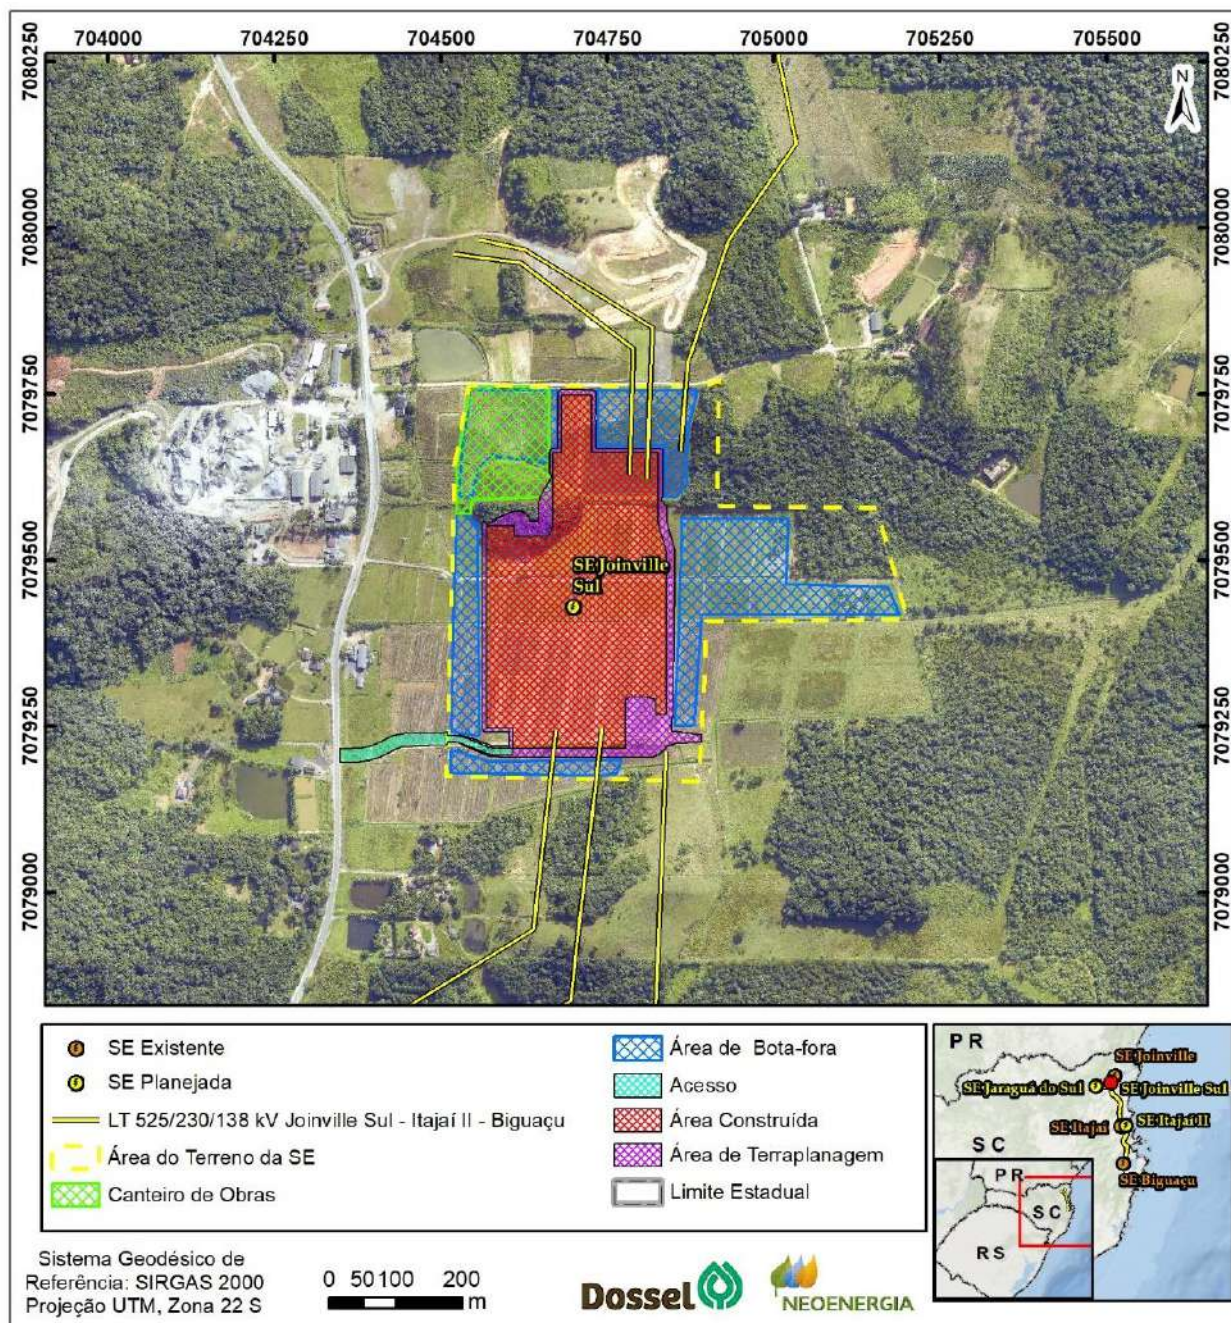 704000 704250 704500 704750 705000 705250 705500
7080250
7080250
N
7080000
7080000
7079750
7079750
7079500
7079500
SE Joinville
Sul
7079250
7079250
7079000
7079000
SE Existente
SE Planejada
LT 525/230/138 kV Joinville Sul - Itajaí II - Biguaçu
Área do Terreno da SE
Canteiro de Obras
Área de Bota-fora
Acesso
Área Construída
Área de Terraplanagem
Limite Estadual
PR
SE Joinville
SE Jaraguá do Sul
SE Joinville Sul
SE Itajaí
SE Itajaí II
SC
SE Biguaçu
PR
SC
RS
Sistema Geodésico de
Referência: SIRGAS 2000
Projeção UTM, Zona 22 S
0 50 100 200
m
Dossel
NEOENERGIA